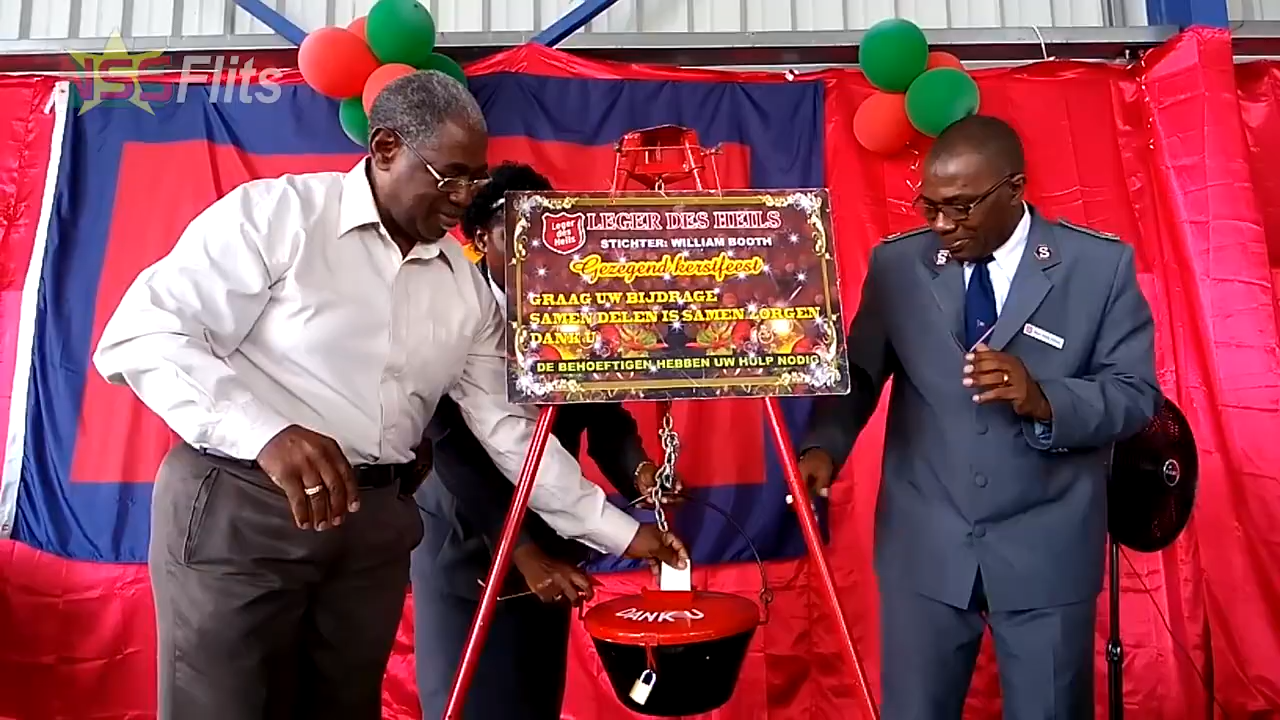 NSS Flits
Leger
des
Heils
LEGER DES HEILS
STICHTER: WILLIAM BOOTH
Gezegend kerstfeest
GRAAG UW BIJDRAGE
SAMEN DELEN IS SAMEN ZORGEN
DANK U
DE BEHOEFTIGEN HEBBEN UW HULP NODIG
S
S
DANK U